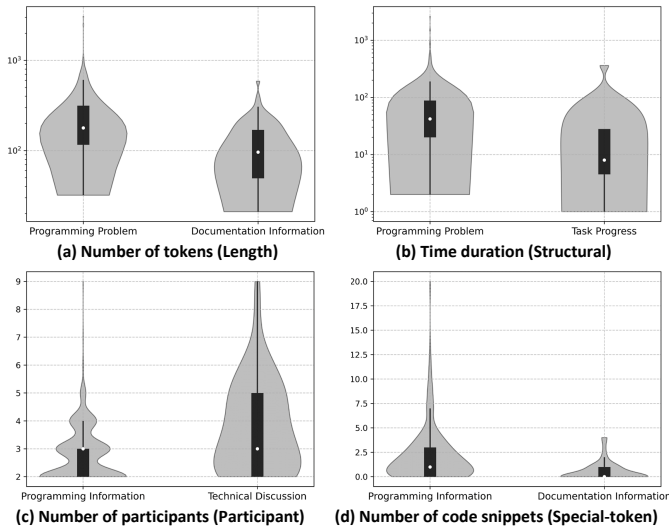 10³
10²
Programming Problem Documentation Information
(a) Number of tokens (Length)
10³
10²
10¹
10⁰
Programming Problem Task Progress
(b) Time duration (Structural)
9
8
7
6
5
4
3
2
Programming Information Technical Discussion
(c) Number of participants (Participant)
20.0
17.5
15.0
12.5
10.0
7.5
5.0
2.5
0.0
Programming Information Documentation Information
(d) Number of code snippets (Special-token)